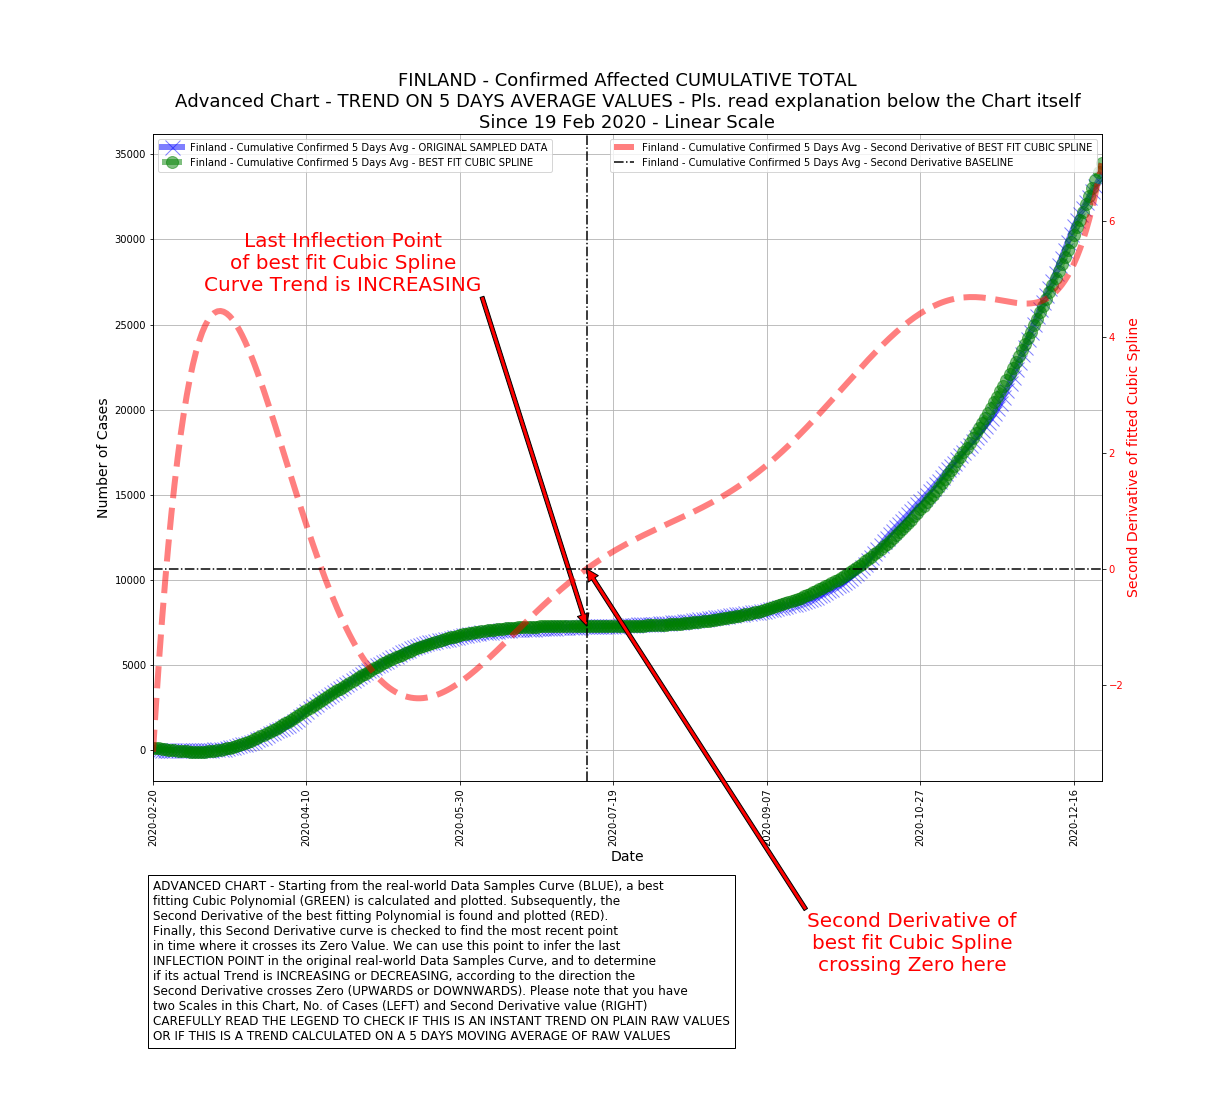 FINLAND - Confirmed Affected CUMULATIVE TOTAL
Advanced Chart - TREND ON 5 DAYS AVERAGE VALUES - Pls. read explanation below the Chart itself
Since 19 Feb 2020 - Linear Scale
Finland - Cumulative Confirmed 5 Days Avg - ORIGINAL SAMPLED DATA
Finland - Cumulative Confirmed 5 Days Avg - BEST FIT CUBIC SPLINE
Finland - Cumulative Confirmed 5 Days Avg - Second Derivative of BEST FIT CUBIC SPLINE
Finland - Cumulative Confirmed 5 Days Avg - Second Derivative BASELINE
Last Inflection Point
of best fit Cubic Spline
Curve Trend is INCREASING
Number of Cases
35000
30000
25000
20000
15000
10000
5000
0
6
4
2
0
−2
Second Derivative of fitted Cubic Spline
2020-02-20
2020-04-10
2020-05-30
2020-07-19
2020-09-07
2020-10-27
2020-12-16
Date
ADVANCED CHART - Starting from the real-world Data Samples Curve (BLUE), a best
fitting Cubic Polynomial (GREEN) is calculated and plotted. Subsequently, the
Second Derivative of the best fitting Polynomial is found and plotted (RED).
Finally, this Second Derivative curve is checked to find the most recent point
in time where it crosses its Zero Value. We can use this point to infer the last
INFLECTION POINT in the original real-world Data Samples Curve, and to determine
if its actual Trend is INCREASING or DECREASING, according to the direction the
Second Derivative crosses Zero (UPWARDS or DOWNWARDS). Please note that you have
two Scales in this Chart, No. of Cases (LEFT) and Second Derivative value (RIGHT)
CAREFULLY READ THE LEGEND TO CHECK IF THIS IS AN INSTANT TREND ON PLAIN RAW VALUES
OR IF THIS IS A TREND CALCULATED ON A 5 DAYS MOVING AVERAGE OF RAW VALUES
Second Derivative of
best fit Cubic Spline
crossing Zero here